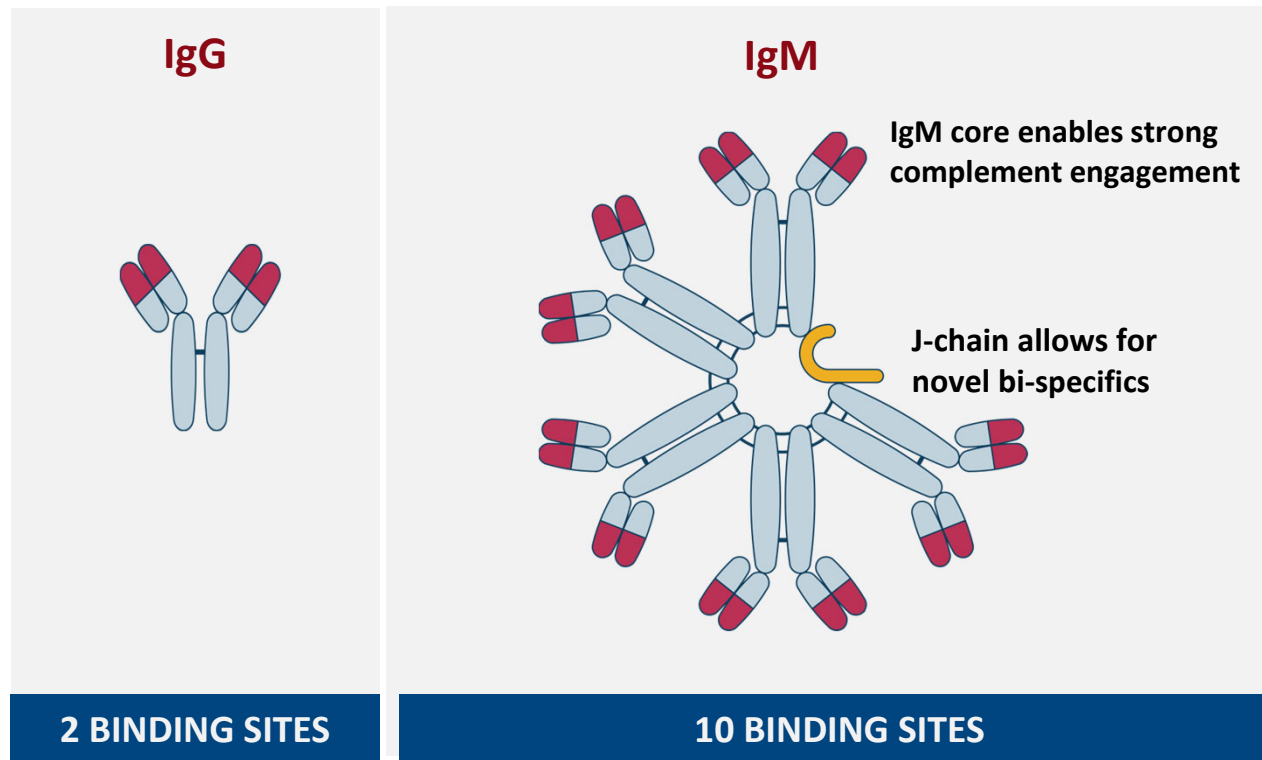 IgG
2 BINDING SITES
IgM
IgM core enables strong
complement engagement
J-chain allows for
novel bi-specifics
10 BINDING SITES